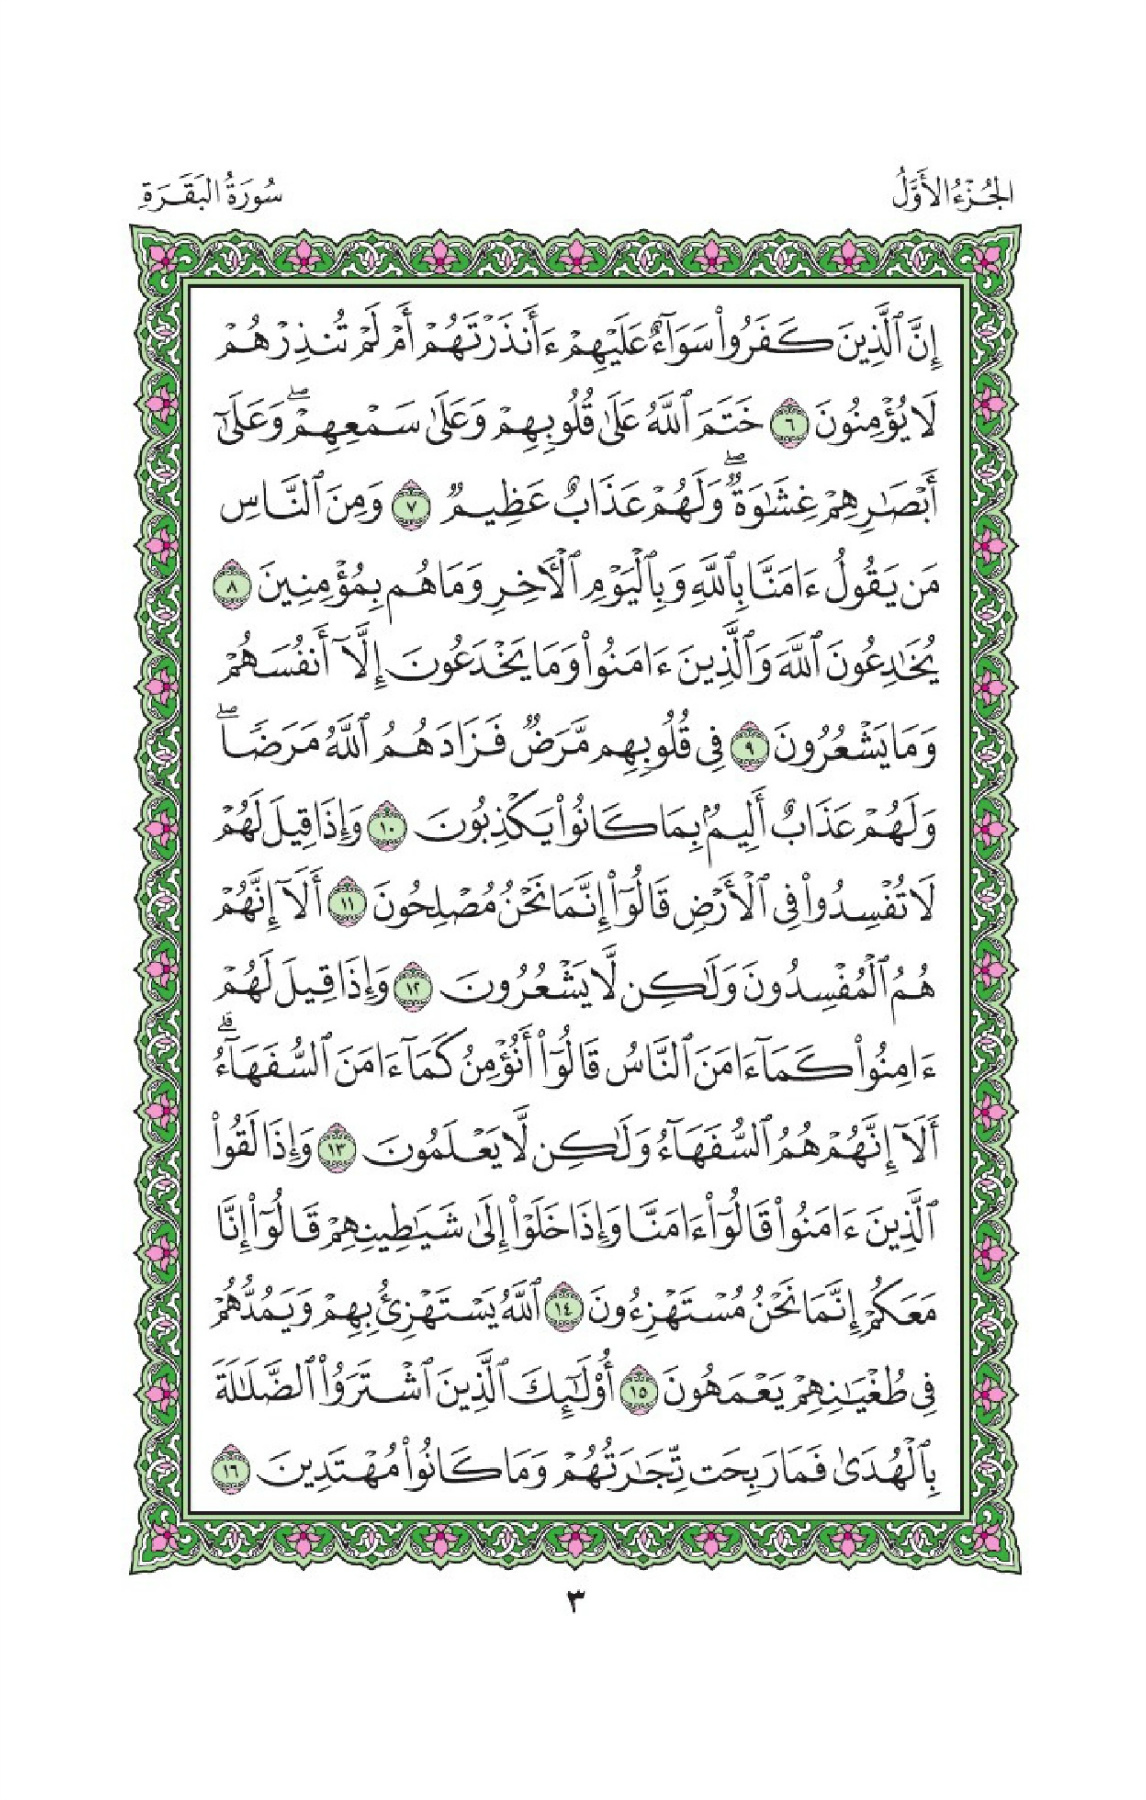 الجُزْءُ الأَوَّلُ
سُورَةُ البَقَرَةِ
إِنَّ ٱلَّذِينَ كَفَرُواْ سَوَآءٌ عَلَيْهِمْ ءَأَنذَرْتَهُمْ أَمْ لَمْ تُنذِرْهُمْ
لَا يُؤْمِنُونَ ٦ خَتَمَ ٱللَّهُ عَلَىٰ قُلُوبِهِمْ وَعَلَىٰ سَمْعِهِمْۖ وَعَلَىٰٓ
أَبْصَٰرِهِمْ غِشَٰوَةٌۖ وَلَهُمْ عَذَابٌ عَظِيمٌ ٧ وَمِنَ ٱلنَّاسِ
مَن يَقُولُ ءَامَنَّا بِٱللَّهِ وَبِٱلْيَوْمِ ٱلْأٓخِرِ وَمَا هُم بِمُؤْمِنِينَ ٨
يُخَٰدِعُونَ ٱللَّهَ وَٱلَّذِينَ ءَامَنُواْ وَمَا يَخْدَعُونَ إِلَّآ أَنفُسَهُمْ
وَمَا يَشْعُرُونَ ٩ فِى قُلُوبِهِم مَّرَضٌ فَزَادَهُمُ ٱللَّهُ مَرَضًاۖ
وَلَهُمْ عَذَابٌ أَلِيمُۢ بِمَا كَانُواْ يَكْذِبُونَ ١٠ وَإِذَا قِيلَ لَهُمْ
لَا تُفْسِدُواْ فِى ٱلْأَرْضِ قَالُوٓاْ إِنَّمَا نَحْنُ مُصْلِحُونَ ١١ أَلَآ إِنَّهُمْ
هُمُ ٱلْمُفْسِدُونَ وَلَٰكِن لَّا يَشْعُرُونَ ١٢ وَإِذَا قِيلَ لَهُمْ
ءَامِنُواْ كَمَآ ءَامَنَ ٱلنَّاسُ قَالُوٓاْ أَنُؤْمِنُ كَمَآ ءَامَنَ ٱلسُّفَهَآءُۗ
أَلَآ إِنَّهُمْ هُمُ ٱلسُّفَهَآءُ وَلَٰكِن لَّا يَعْلَمُونَ ١٣ وَإِذَا لَقُواْ
ٱلَّذِينَ ءَامَنُواْ قَالُوٓاْ ءَامَنَّا وَإِذَا خَلَوْاْ إِلَىٰ شَيَٰطِينِهِمْ قَالُوٓاْ إِنَّا
مَعَكُمْ إِنَّمَا نَحْنُ مُسْتَهْزِءُونَ ١٤ ٱللَّهُ يَسْتَهْزِئُ بِهِمْ وَيَمُدُّهُمْ
فِى طُغْيَٰنِهِمْ يَعْمَهُونَ ١٥ أُوْلَٰٓئِكَ ٱلَّذِينَ ٱشْتَرَوُاْ ٱلضَّلَٰلَةَ
بِٱلْهُدَىٰ فَمَا رَبِحَت تِّجَٰرَتُهُمْ وَمَا كَانُواْ مُهْتَدِينَ ١٦
٣